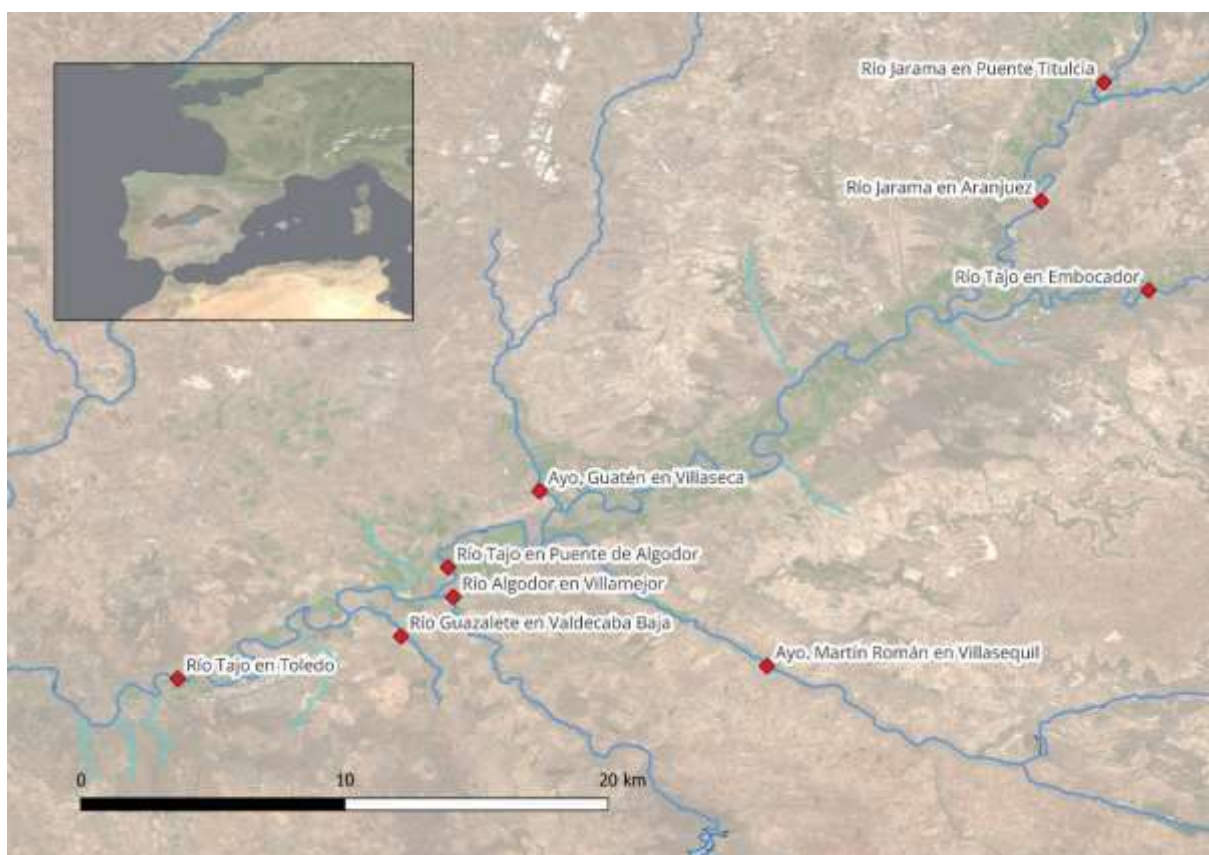 Río Jarama en Puente Titulcia
Río Jarama en Aranjuez
Río Tajo en Embocador
Ayo, Guatén en Villaseca
Río Tajo en Puente de Algodor
Río Algodor en Villamejor
Río Guazalete en Valdecaba Baja
Río Tajo en Toledo
Ayo, Martín Román en Villasequil
0 10 20 km